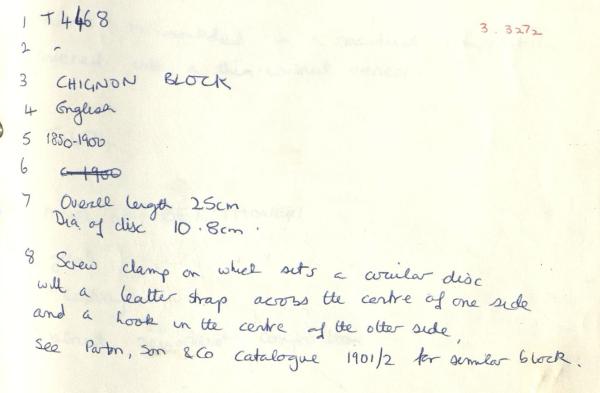 1 T4468
3.3272
2 -
3 CHIGNON BLOCK
4 English
5 1850-1900
6 c 1900
7 Overall length 25cm
Dia. of disc 10.8cm.
8 Screw clamp on which sits a circular disc
with a leather strap across the centre of one side
and a hook in the centre of the other side,
see Parton, Son & Co catalogue 1901/2 for similar block.